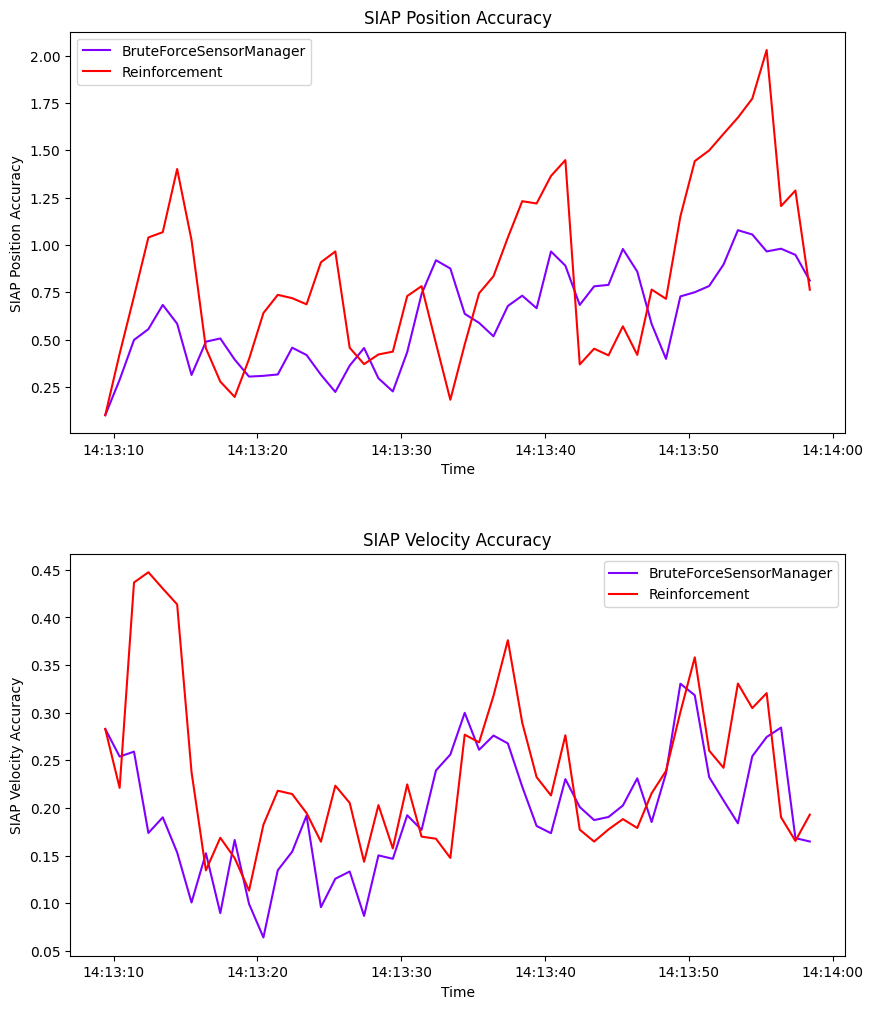 SIAP Position Accuracy
BruteForceSensorManager
Reinforcement
SIAP Position Accuracy
2.00
1.75
1.50
1.25
1.00
0.75
0.50
0.25
14:13:10 14:13:20 14:13:30 14:13:40 14:13:50 14:14:00
Time
SIAP Velocity Accuracy
BruteForceSensorManager
Reinforcement
SIAP Velocity Accuracy
0.45
0.40
0.35
0.30
0.25
0.20
0.15
0.10
0.05
14:13:10 14:13:20 14:13:30 14:13:40 14:13:50 14:14:00
Time